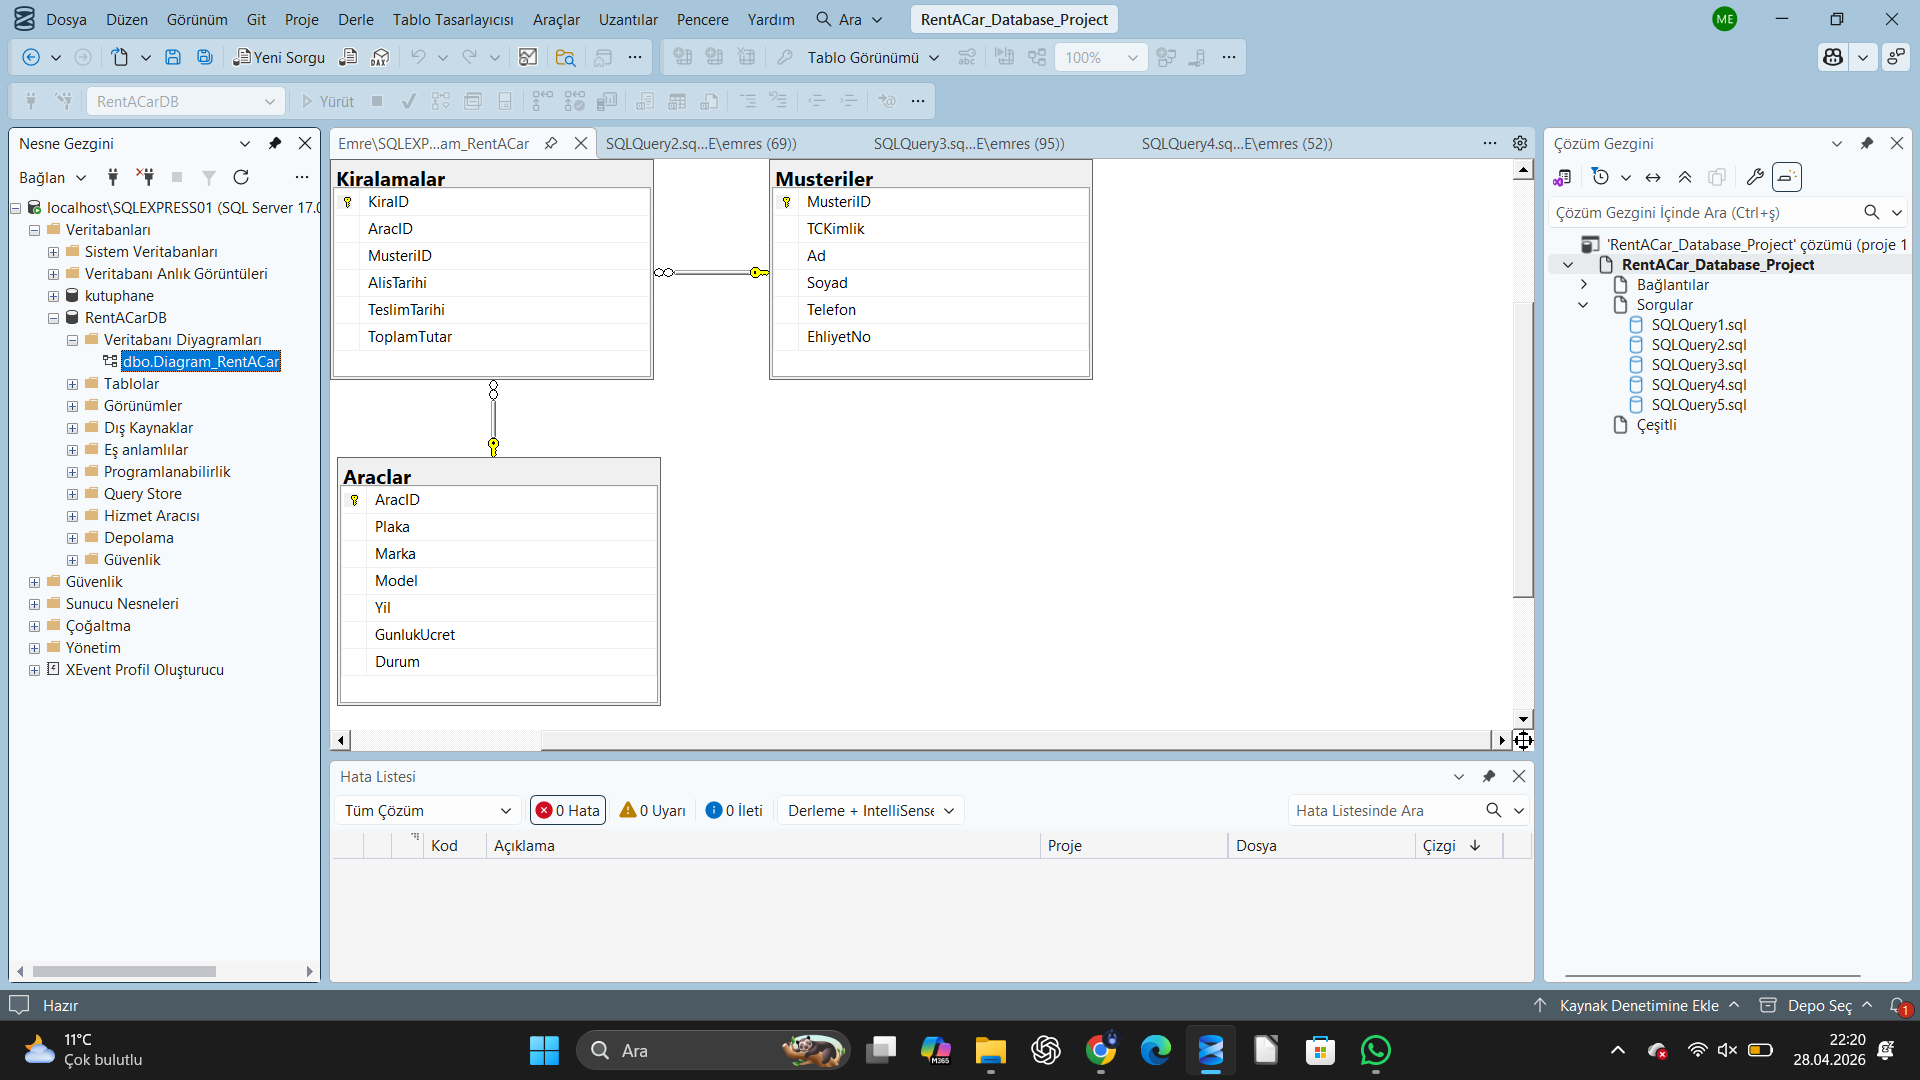 Dosya Düzen Görünüm Git Proje Derle Tablo Tasarlayıcısı Araçlar Uzantılar Pencere Yardım Ara RentACar_Database_Project ME
Yeni Sorgu DAX Tablo Görünümü 100%
RentACarDB Yürüt
Nesne Gezgini
Bağlan
localhost\SQLEXPRESS01 (SQL Server 17.0
Veritabanları
Sistem Veritabanları
Veritabanı Anlık Görüntüleri
kutuphane
RentACarDB
Veritabanı Diyagramları
dbo.Diagram_RentACar
Tablolar
Görünümler
Dış Kaynaklar
Eş anlamlılar
Programlanabilirlik
Query Store
Hizmet Aracısı
Depolama
Güvenlik
Güvenlik
Sunucu Nesneleri
Çoğaltma
Yönetim
XEvent Profil Oluşturucu
Emre\SQLEXP...am_RentACar SQLQuery2.sq...E\emres (69)) SQLQuery3.sq...E\emres (95)) SQLQuery4.sq...E\emres (52))
Kiralamalar
KiraID
AracID
MusteriID
AlisTarihi
TeslimTarihi
ToplamTutar
Musteriler
MusteriID
TCKimlik
Ad
Soyad
Telefon
EhliyetNo
Araclar
AracID
Plaka
Marka
Model
Yil
GunlukUcret
Durum
Hata Listesi
Tüm Çözüm 0 Hata 0 Uyarı 0 İleti Derleme + IntelliSense Hata Listesinde Ara
Kod Açıklama Proje Dosya Çizgi
Çözüm Gezgini
Çözüm Gezgini İçinde Ara (Ctrl+ş)
'RentACar_Database_Project' çözümü (proje 1
RentACar_Database_Project
Bağlantılar
Sorgular
SQLQuery1.sql
SQLQuery2.sql
SQLQuery3.sql
SQLQuery4.sql
SQLQuery5.sql
Çeşitli
Hazır Kaynak Denetimine Ekle Depo Seç 1
11°C
Çok bulutlu
Ara
M365
22:20
28.04.2026